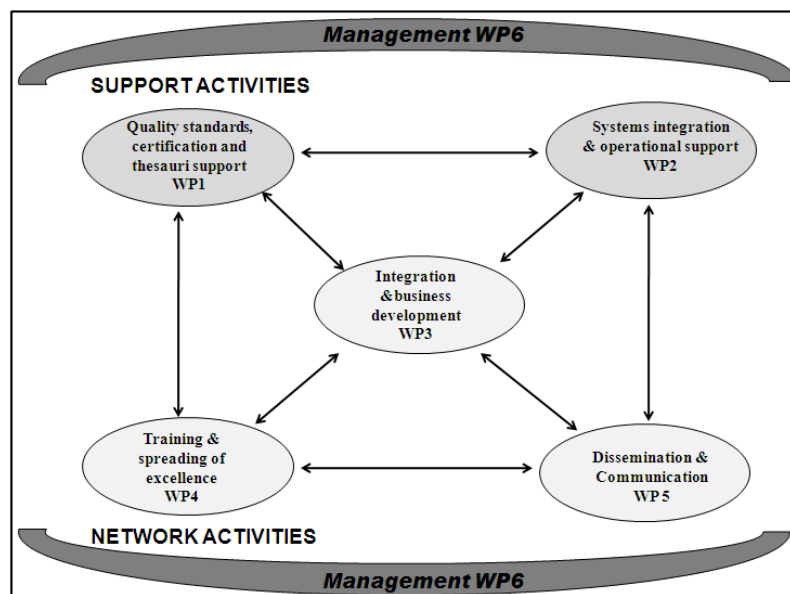 Management WP6
SUPPORT ACTIVITIES
Quality standards,
certification and
thesauri support
WP1
Systems integration
& operational support
WP2
Integration
&business
development
WP3
Training &
spreading of
excellence
WP4
Dissemination &
Communication
WP 5
NETWORK ACTIVITIES
Management WP6